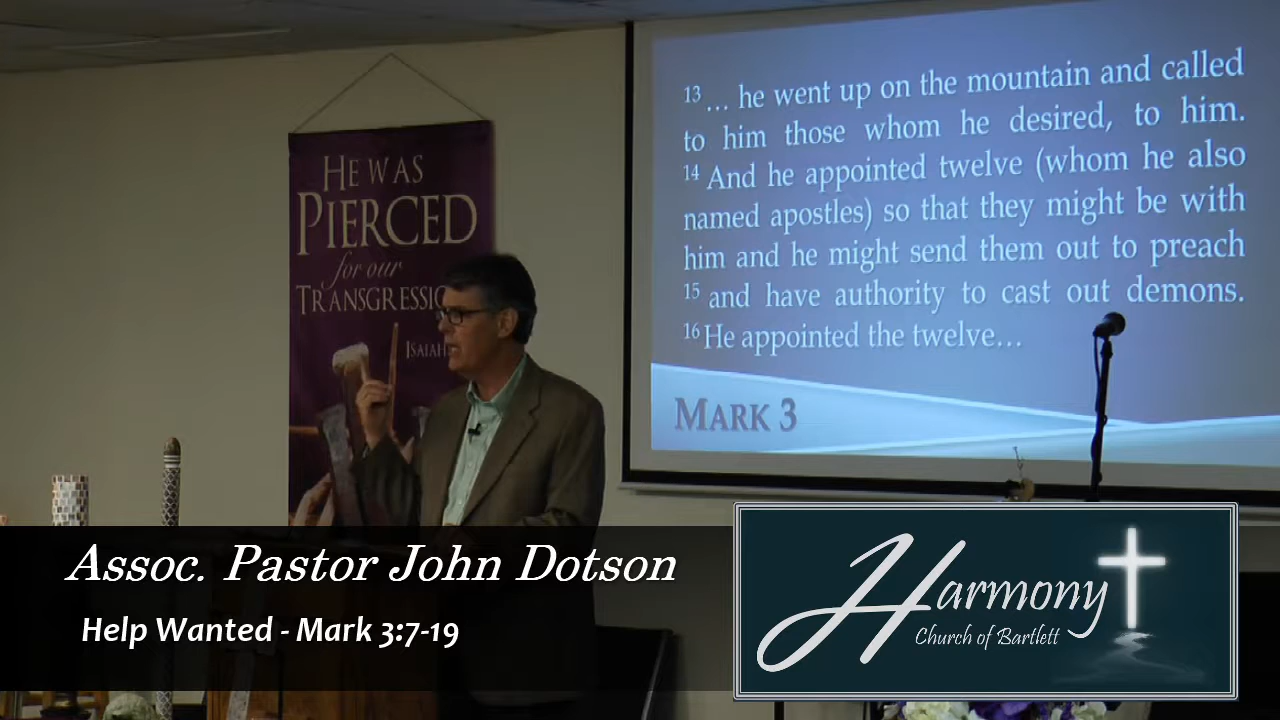 HE WAS
PIERCED
for our
TRANSGRESSIO
ISAIAH
13 ... he went up on the mountain and called
to him those whom he desired, to him.
14 And he appointed twelve (whom he also
named apostles) so that they might be with
him and he might send them out to preach
15 and have authority to cast out demons.
16 He appointed the twelve...
MARK 3
Assoc. Pastor John Dotson
Help Wanted - Mark 3:7-19
Harmony
Church of Bartlett